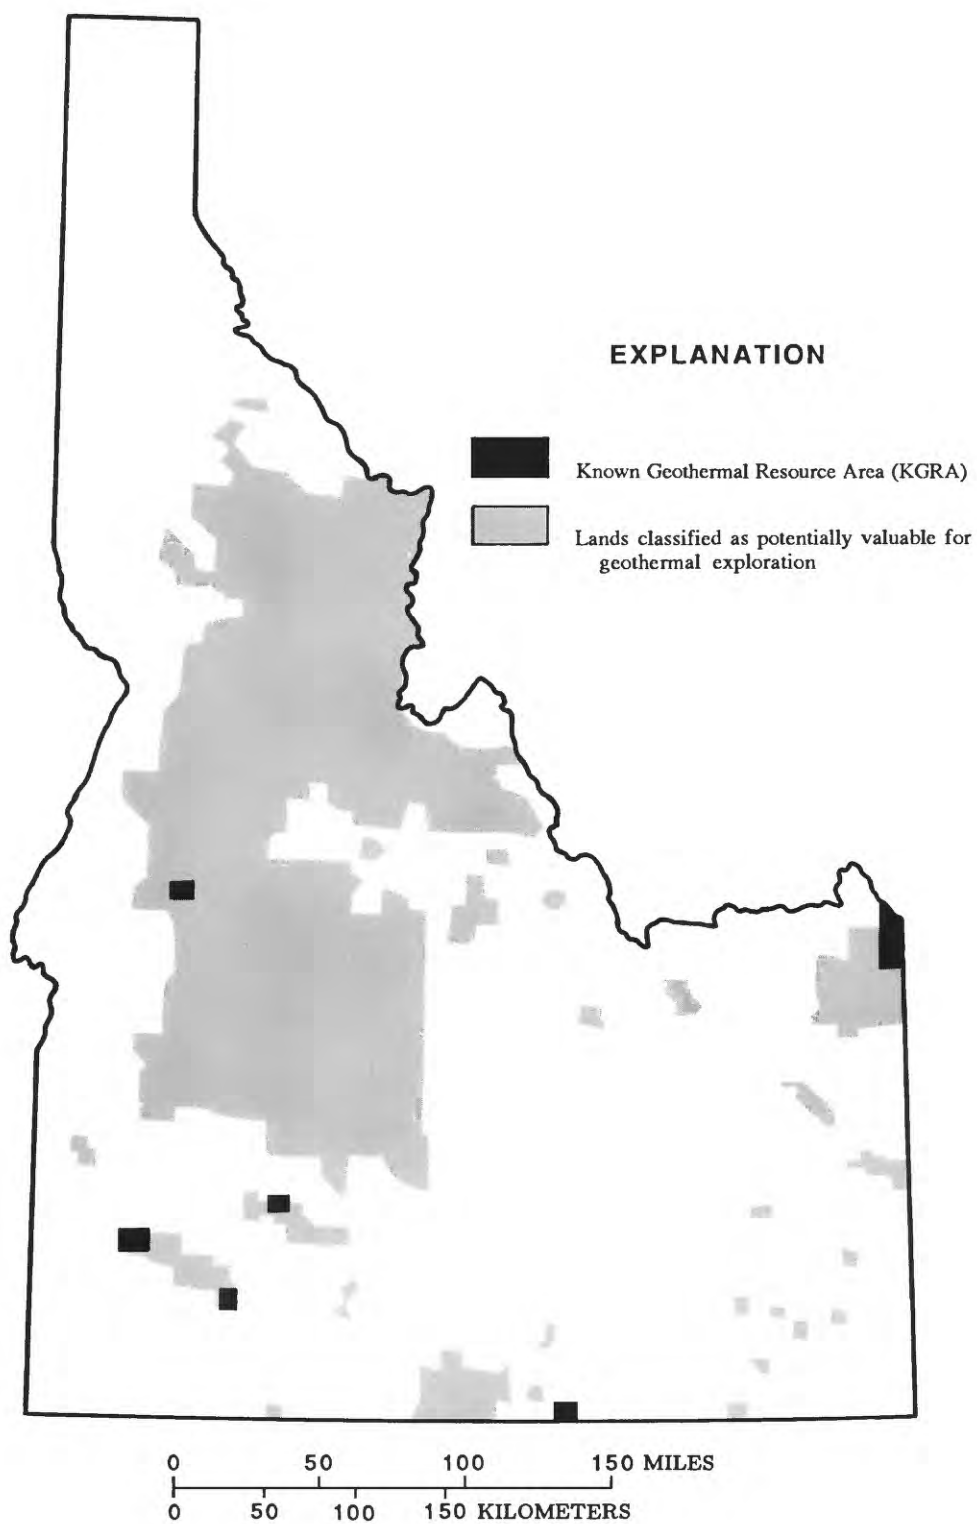 EXPLANATION
Known Geothermal Resource Area (KGRA)
Lands classified as potentially valuable for
geothermal exploration
0 50 100 150 MILES
0 50 100 150 KILOMETERS